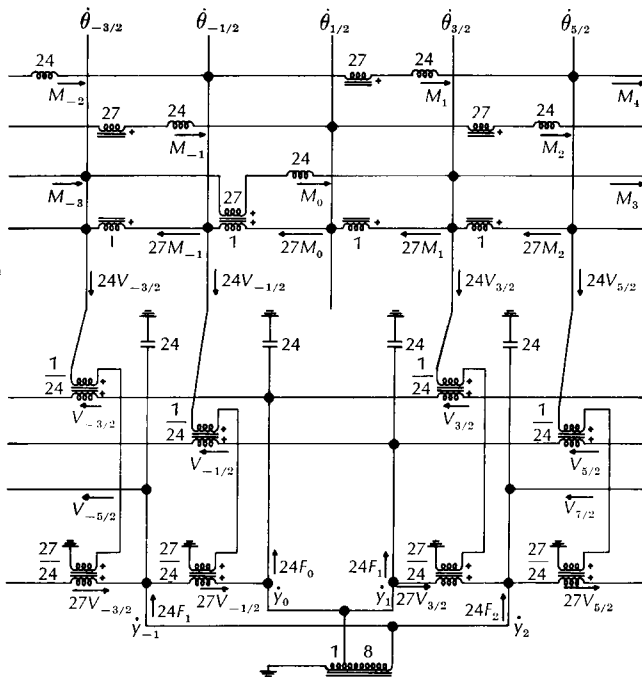 θ̇₋₃/₂ θ̇₋₁/₂ θ̇₁/₂ θ̇₃/₂ θ̇₅/₂
24 27 24
M₋₂ M₁ M₄
27 24 27 24
M₋₁ M₂
27 24
M₋₃ M₀ M₃
1 27M₋₁ 1 27M₀ 1 27M₁ 1 27M₂
24V₋₃/₂ 24V₋₁/₂ 24V₃/₂ 24V₅/₂
24 24 24 24
1/24 + + 1/24 + +
V₋₃/₂ V₃/₂
1/24 + + 1/24 + +
V₋₁/₂ V₅/₂
V₋₅/₂ V₇/₂
27/24 27/24 24F₀ 24F₁ 27/24 27/24
27V₋₃/₂ 24F₁ 27V₋₁/₂ ẏ₀ ẏ₁ 27V₃/₂ 24F₂ 27V₅/₂
ẏ₋₁ ẏ₂
1 8